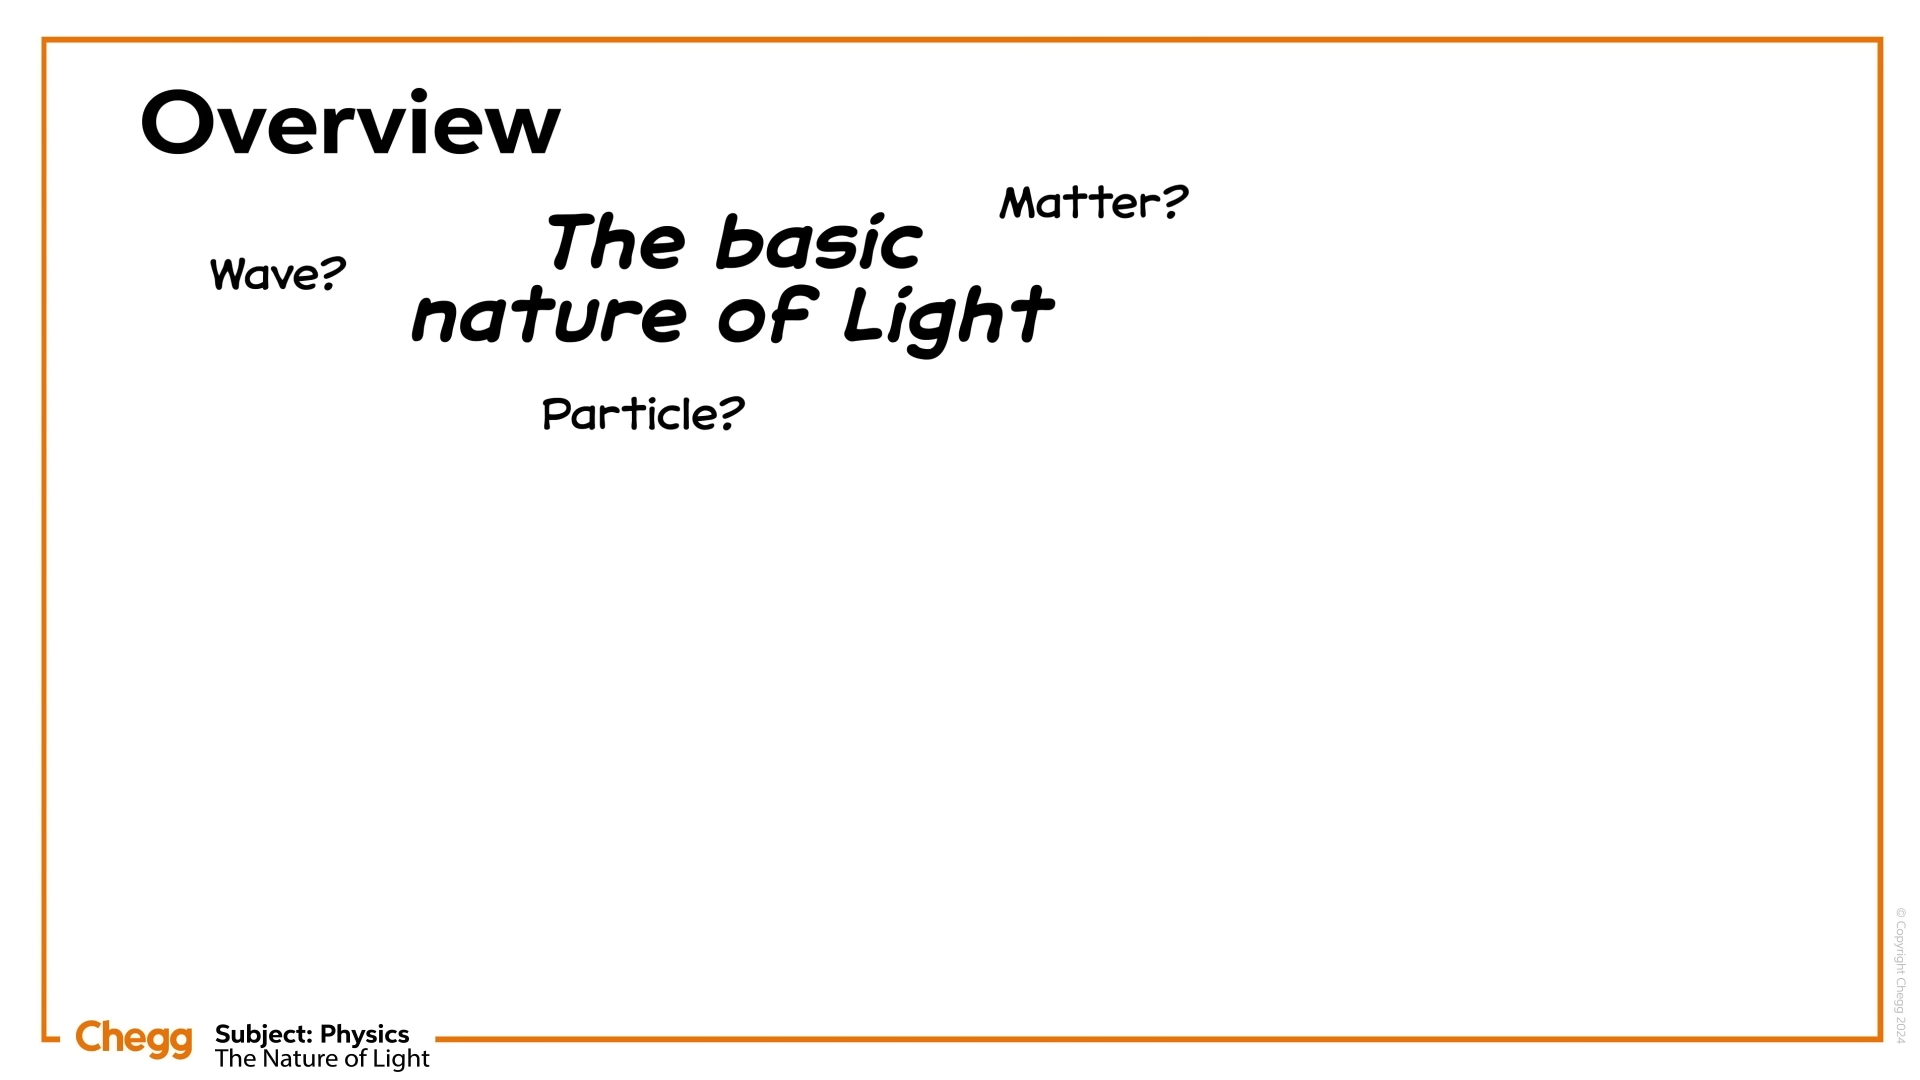 Overview
Matter?
The basic
Wave?
nature of Light
Particle?
Chegg
Subject: Physics
The Nature of Light
© Copyright Chegg 2024